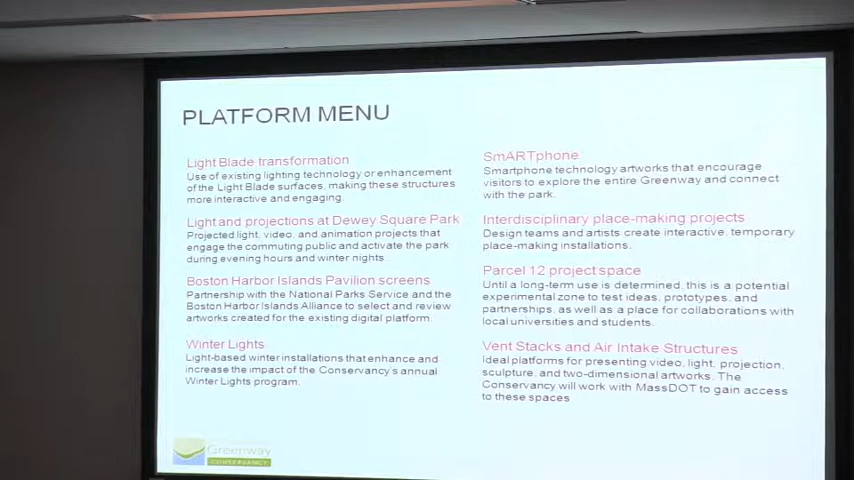 PLATFORM MENU
Light Blade transformation
Use of existing lighting technology or enhancement
of the Light Blade surfaces, making these structures
more interactive and engaging.
Light and projections at Dewey Square Park
Projected light, video, and animation projects that
engage the commuting public and activate the park
during evening hours and winter nights.
Boston Harbor Islands Pavilion screens
Partnership with the National Parks Service and the
Boston Harbor Islands Alliance to select and review
artworks created for the existing digital platform.
Winter Lights
Light-based winter installations that enhance and
increase the impact of the Conservancy's annual
Winter Lights program.
SmARTphone
Smartphone technology artworks that encourage
visitors to explore the entire Greenway and connect
with the park.
Interdisciplinary place-making projects
Design teams and artists create interactive, temporary
place-making installations.
Parcel 12 project space
Until a long-term use is determined, this is a potential
experimental zone to test ideas, prototypes, and
partnerships, as well as a place for collaborations with
local universities and students.
Vent Stacks and Air Intake Structures
Ideal platforms for presenting video, light, projection,
sculpture, and two-dimensional artworks. The
Conservancy will work with MassDOT to gain access
to these spaces
Greenway
CONSERVANCY